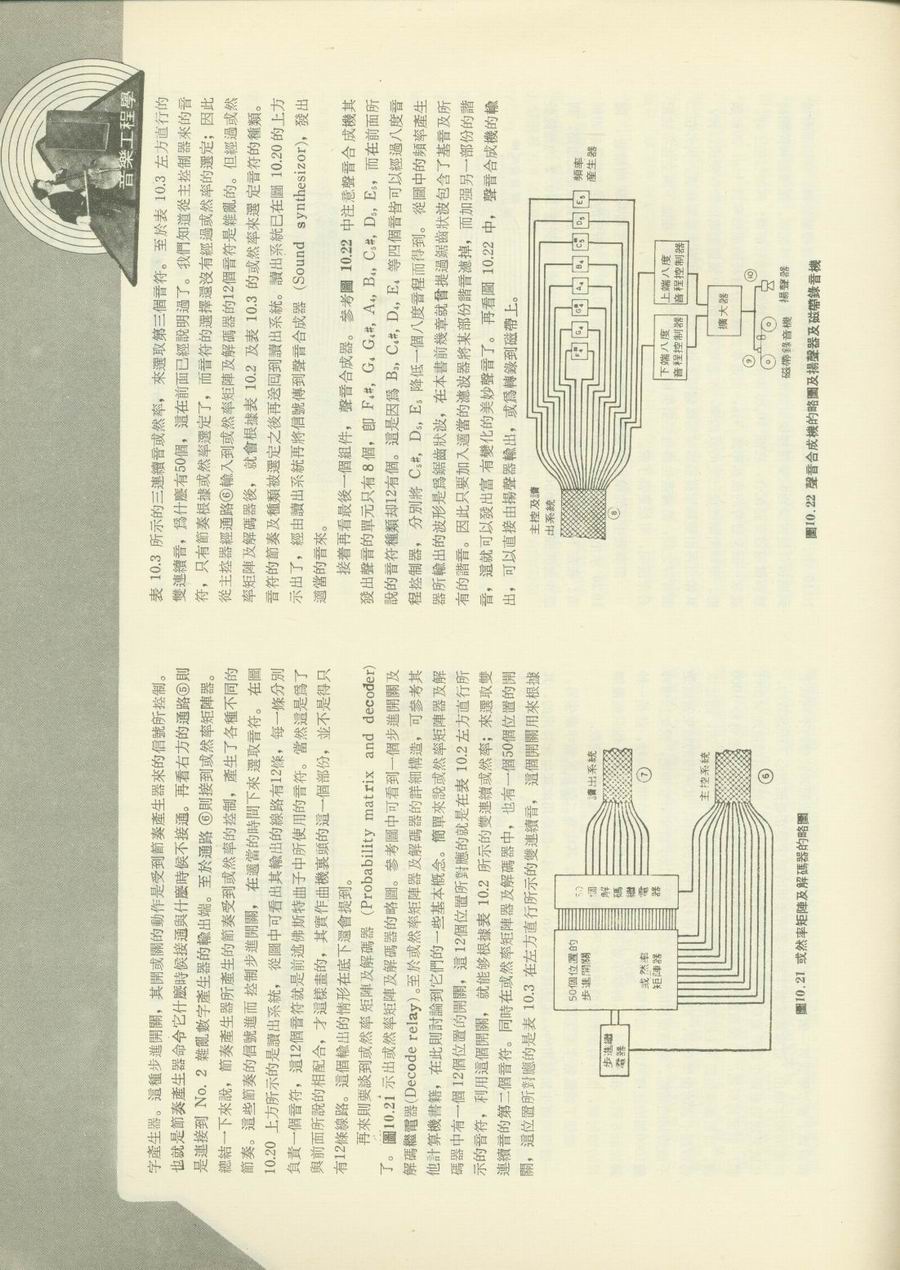 音樂工程學
字產生器。這種步進開關，其開或關的動作是受到節奏產生器來的信號所控制。
也就是節奏產生器命令它什麼時候接通與什麼時候不接通。再看右方的通路⑤則
是連接到 No. 2 雜亂數字產生器的輸出端。至於通路 ⑥則接到或然率矩陣器。
總結一下來說，節奏產生器所產生的節奏受到或然率的控制，產生了各種不同的
節奏。這些節奏的信號進而 控制步進開關，在適當的時間下來 選取音符。 在圖
10.20 上方所示的是讀出系統， 從圖中可看出其輸出的線路有12條，每一條分別
負責一個音符，這12個音符就是前述佛斯特曲子中所使用的音符。當然這是爲了
與前面所說的相配合，才這樣畫的，其實作曲機裏頭的這一個部份，並不是得只
有12條線路。這個輸出的情形在底下還會提到。
再來則要談到或然率 矩陣及解碼器 (Probability matrix and decoder)
了。圖10.21 示出或然率矩陣及解碼器的略圖。參考圖中可看到一個步進開關及
解碼繼電器(Decode relay)。至於或然率矩陣器及解碼器的詳細構造，可參考其
他計算機書籍，在此則討論到它們的一些基本概念。簡單來說或然率矩陣器及解
碼器中有一個 12個位置的開關，這 12個位置所對應的就是在表 10.2 左方直行所
示的音符，利用這個開關， 就能够根據表 10.2 所示的雙連續或然率；來選取雙
連續音的第二個音符。同時在或然率矩陣器及解碼器中，也有一個50個位置的開
關，這位置所對應的是表 10.3 在左方直行所示的雙連續音， 這個開關用來根據
讀出系統
⑦
主控系統
⑥
50個位置的
步進開關
50
個
解
碼
繼
電
器
或然率
矩陣器
步進繼
電器
圖10.21 或然率矩陣及解碼器的略圖
表 10.3 所示的三連續音或然率， 來選取第三個音符。至於表 10.3 左方直行的
雙連續音，爲什麼有50個，這在前面已經說明過了。我們知道從主控制器來的音
符，只有節奏根據或然率選定了，而音符的選擇還沒有經過或然率的選定；因此
從主控器經通路⑥輸入到或然率矩陣及解碼器的12個音符是雜亂的。但經過或然
率矩陣及解碼器後， 就會根據表 10.2 及表 10.3 的或然率來選 定音符的種類。
音符的節奏及種類被選定之後再送囘到讀出系統。讀出系統已在圖 10.20 的上方
示出了，經由讀出系統再將信號傳到聲音合成器 (Sound synthesizor)，發出
適當的音來。
接着再看最後一個組件，聲音合成器。參考圖 10.22 中注意聲音合 成機其
發出聲音的單元只有 8 個，卽 F₄#, G₄ G₄#, A₄, B₄, C₅#, D₅, E₅，而在前面所
說的音符種類却12有個。這是因爲 B₃, C₄#, D₄, E₄ 等四個音皆可以經過八度音
程控制器，分別將 C₅#, D₅, E₅ 降低一個八度音程而得到。 從圖中的頻率產生
器所輸出的波形是爲鋸齒狀波，在本書前幾章就曾提過鋸齒狀波包含了基音及所
有的諧音。因此只要加入適當的濾波器將某部份諧音濾掉，而加强另一部份的諧
音，這就可以發出富 有變化的美妙聲音了。再看圖 10.22 中，聲音合成機的輸
出，可以直接由揚聲器輸出，或爲轉錄到磁帶上。
主控及讀
出系統
⑧
F₄#
G₄
G₄#
A₄
B₄
C₅#
D₅
E₅
頻率
產生器
下端八度
音程控制器
上端八度
音程控制器
擴大器
⑨
⑩
磁帶錄音機
揚聲器
圖10.22 聲音合成機的略圖及揚聲器及磁帶錄音機